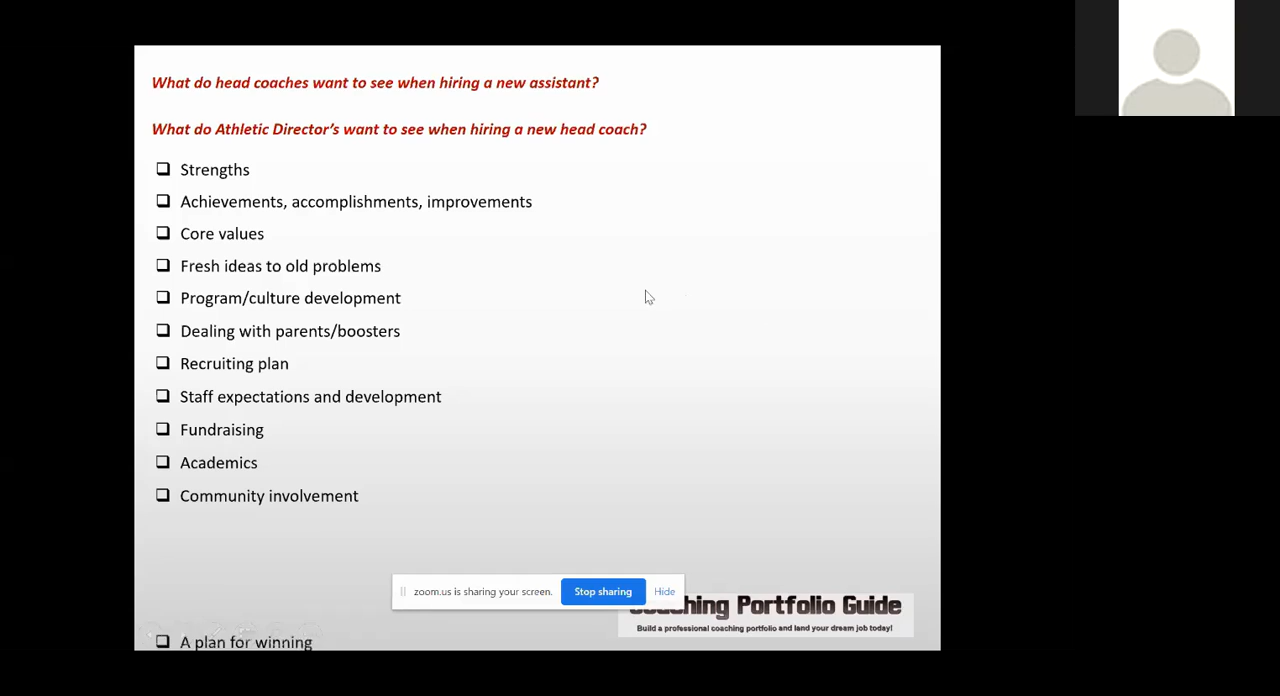 What do head coaches want to see when hiring a new assistant?
What do Athletic Director's want to see when hiring a new head coach?
❑ Strengths
❑ Achievements, accomplishments, improvements
❑ Core values
❑ Fresh ideas to old problems
❑ Program/culture development
❑ Dealing with parents/boosters
❑ Recruiting plan
❑ Staff expectations and development
❑ Fundraising
❑ Academics
❑ Community involvement
zoom.us is sharing your screen. Stop sharing Hide
Coaching Portfolio Guide
Build a professional coaching portfolio and land your dream job today!
❑ A plan for winning